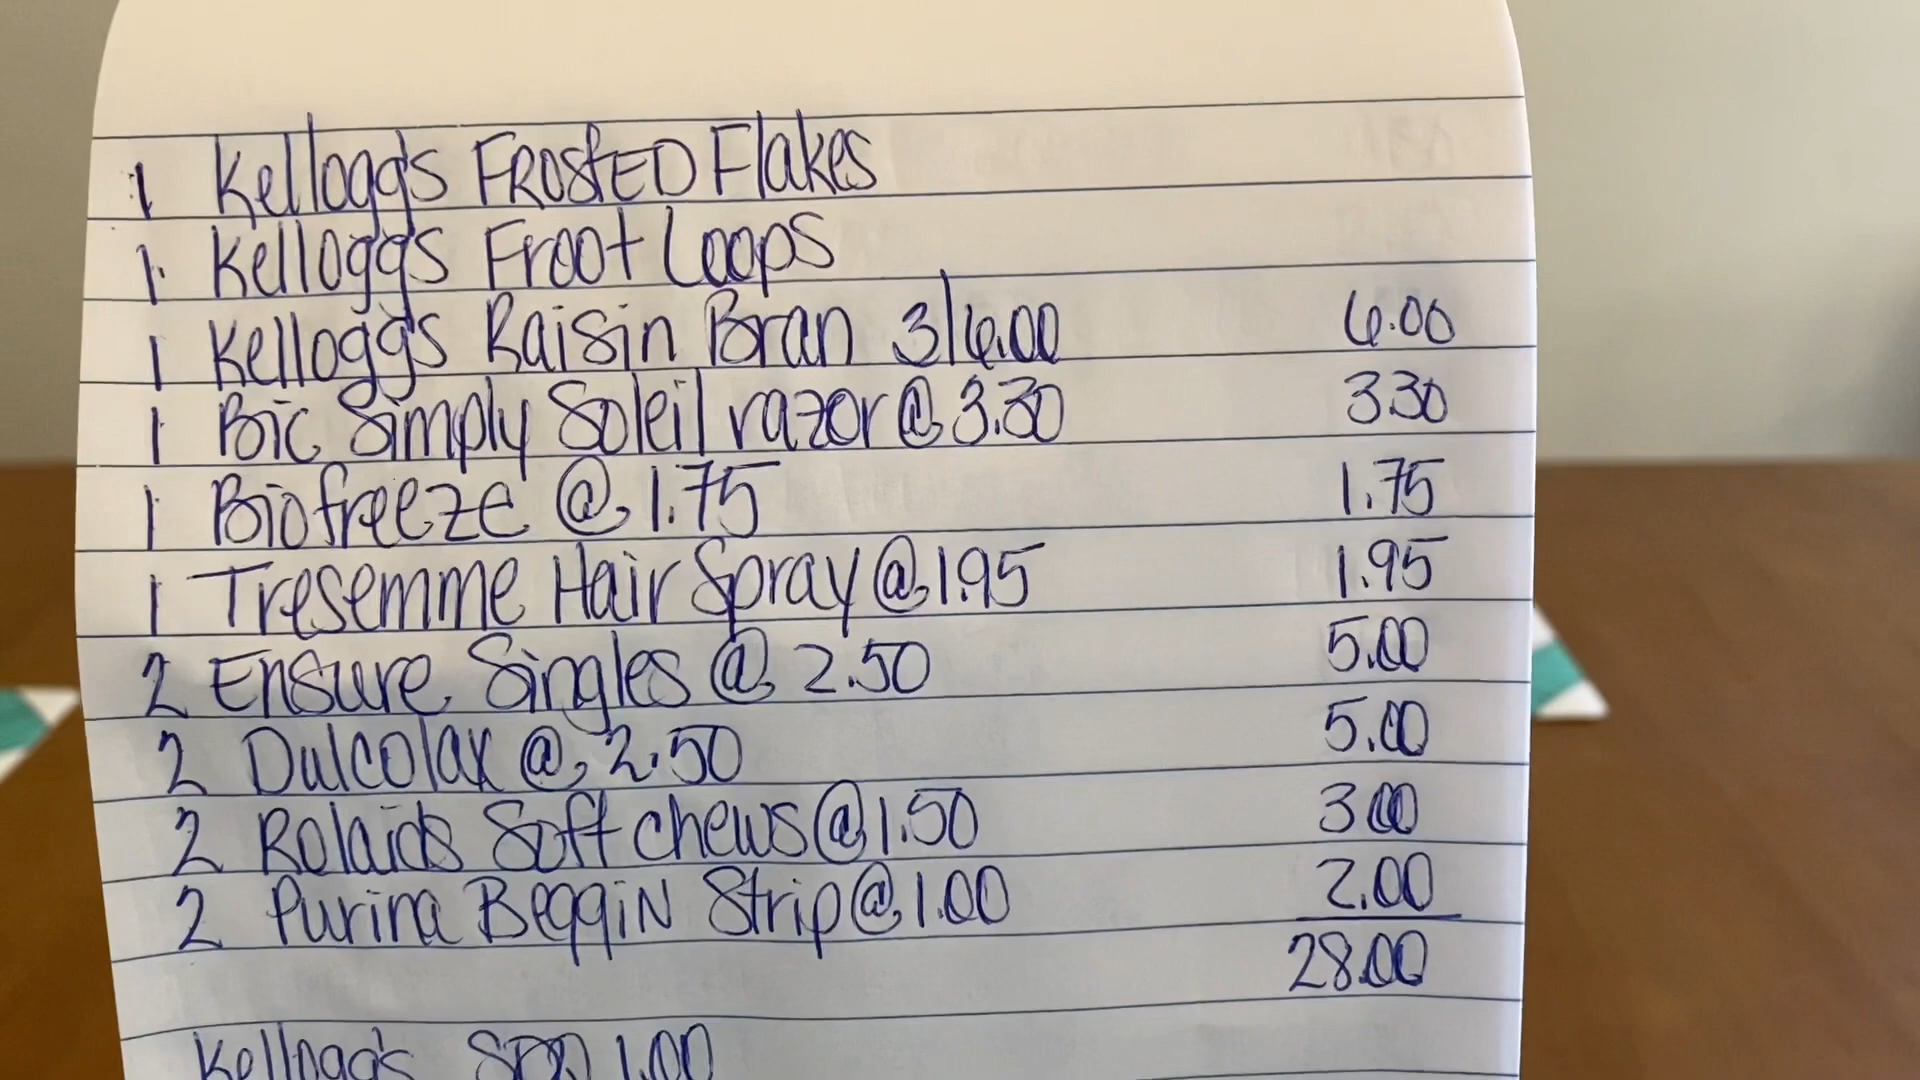 1 Kellogg's FROSTED Flakes
1 Kellogg's Froot Loops
1 Kellogg's Raisin Bran 3/6.00 6.00
1 Bic Simply Soleil razor @ 3.30 3.30
1 Biofreeze @ 1.75 1.75
1 Tresemme Hair Spray @ 1.95 1.95
2 Ensure Singles @ 2.50 5.00
2 Dulcolax @ 2.50 5.00
2 Rolaids Soft chews @ 1.50 3.00
2 Purina Beggin Strip @ 1.00 2.00
28.00
Kellogg's 1.00